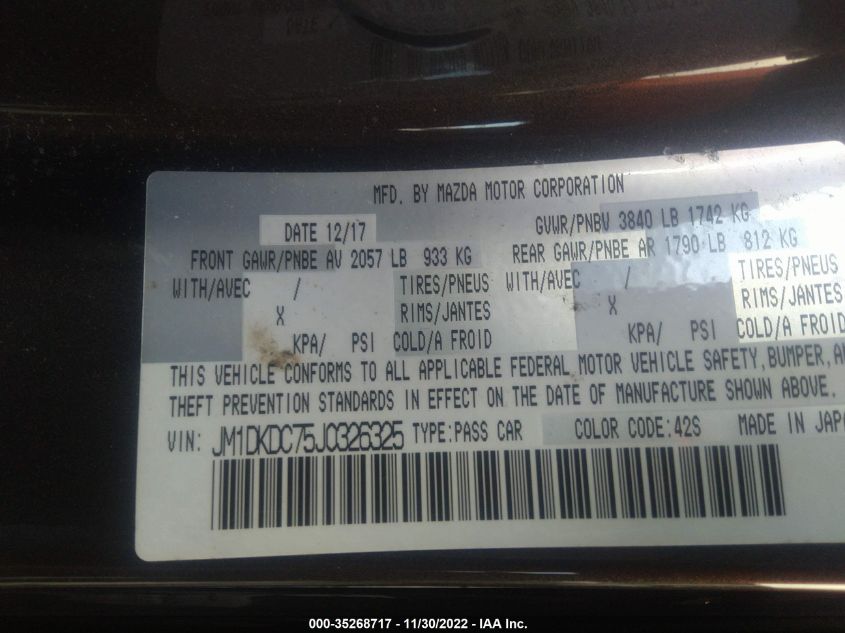 MFD. BY MAZDA MOTOR CORPORATION
DATE 12/17 GVWR/PNBV 3840 LB 1742 KG
FRONT GAWR/PNBE AV 2057 LB 933 KG REAR GAWR/PNBE AR 1790 LB 812 KG
WITH/AVEC / TIRES/PNEUS WITH/AVEC / TIRES/PNEUS
X RIMS/JANTES X RIMS/JANTES
KPA/ PSI COLD/A FROID KPA/ PSI COLD/A FROID
THIS VEHICLE CONFORMS TO ALL APPLICABLE FEDERAL MOTOR VEHICLE SAFETY, BUMPER, AN
THEFT PREVENTION STANDARDS IN EFFECT ON THE DATE OF MANUFACTURE SHOWN ABOVE.
VIN: JM1DKDC75J0326325 TYPE:PASS CAR COLOR CODE:42S MADE IN JAPA
000-35268717 - 11/30/2022 - IAA Inc.